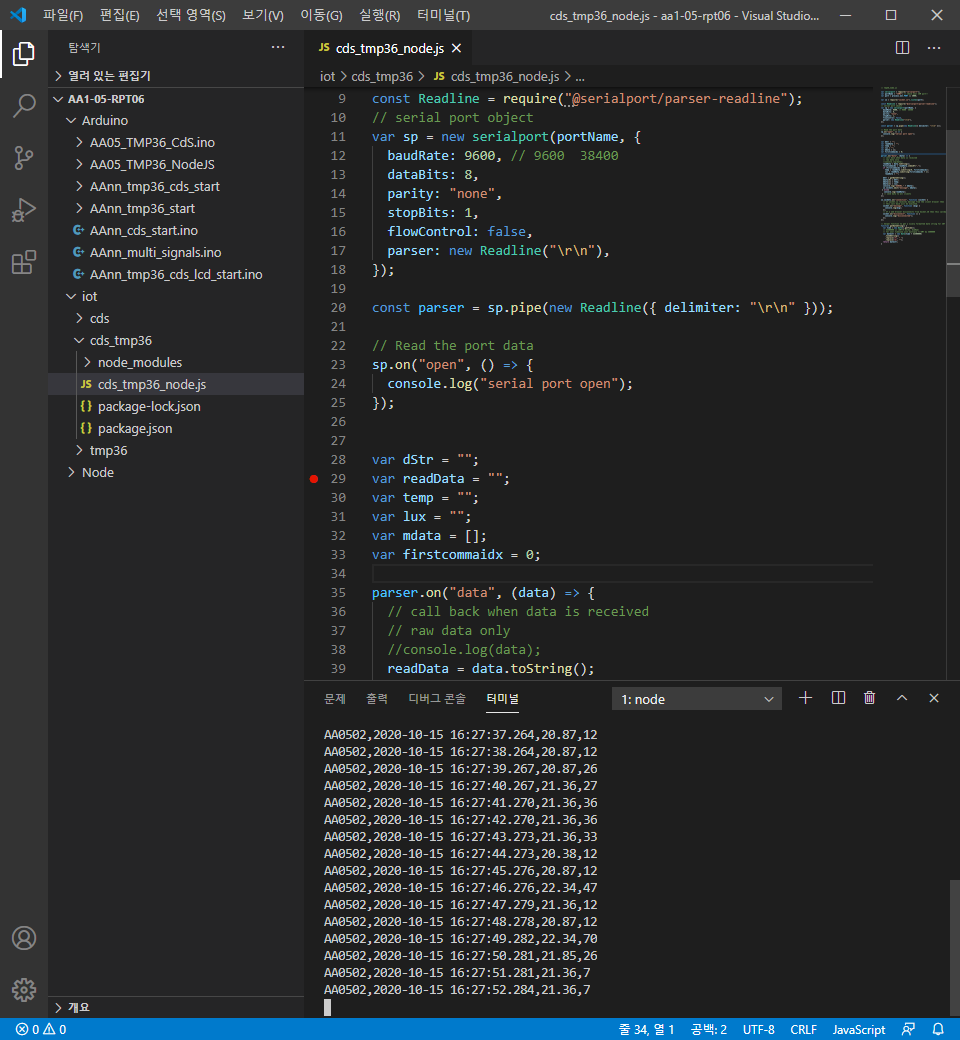 파일(F) 편집(E) 선택 영역(S) 보기(V) 이동(G) 실행(R) 터미널(T) cds_tmp36_node.js - aa1-05-rpt06 - Visual Studio...
탐색기
JS cds_tmp36_node.js
열려 있는 편집기
iot > cds_tmp36 > JS cds_tmp36_node.js > ...
AA1-05-RPT06
Arduino
AA05_TMP36_CdS.ino
AA05_TMP36_NodeJS
AAnn_tmp36_cds_start
AAnn_tmp36_start
AAnn_cds_start.ino
AAnn_multi_signals.ino
AAnn_tmp36_cds_lcd_start.ino
iot
cds
cds_tmp36
node_modules
JS cds_tmp36_node.js
{} package-lock.json
{} package.json
tmp36
Node
개요
9 const Readline = require("@serialport/parser-readline");
10 // serial port object
11 var sp = new serialport(portName, {
12 baudRate: 9600, // 9600  38400
13 dataBits: 8,
14 parity: "none",
15 stopBits: 1,
16 flowControl: false,
17 parser: new Readline("\r\n"),
18 });
19
20 const parser = sp.pipe(new Readline({ delimiter: "\r\n" }));
21
22 // Read the port data
23 sp.on("open", () => {
24 console.log("serial port open");
25 });
26
27
28 var dStr = "";
29 var readData = "";
30 var temp = "";
31 var lux = "";
32 var mdata = [];
33 var firstcommaidx = 0;
34
35 parser.on("data", (data) => {
36 // call back when data is received
37 // raw data only
38 //console.log(data);
39 readData = data.toString();
문제 출력 디버그 콘솔 터미널 1: node
AA0502,2020-10-15 16:27:37.264,20.87,12
AA0502,2020-10-15 16:27:38.264,20.87,12
AA0502,2020-10-15 16:27:39.267,20.87,26
AA0502,2020-10-15 16:27:40.267,21.36,27
AA0502,2020-10-15 16:27:41.270,21.36,36
AA0502,2020-10-15 16:27:42.270,21.36,36
AA0502,2020-10-15 16:27:43.273,21.36,33
AA0502,2020-10-15 16:27:44.273,20.38,12
AA0502,2020-10-15 16:27:45.276,20.87,12
AA0502,2020-10-15 16:27:46.276,22.34,47
AA0502,2020-10-15 16:27:47.279,21.36,12
AA0502,2020-10-15 16:27:48.278,20.87,12
AA0502,2020-10-15 16:27:49.282,22.34,70
AA0502,2020-10-15 16:27:50.281,21.85,26
AA0502,2020-10-15 16:27:51.281,21.36,7
AA0502,2020-10-15 16:27:52.284,21.36,7
0 0 줄 34, 열 1 공백: 2 UTF-8 CRLF JavaScript